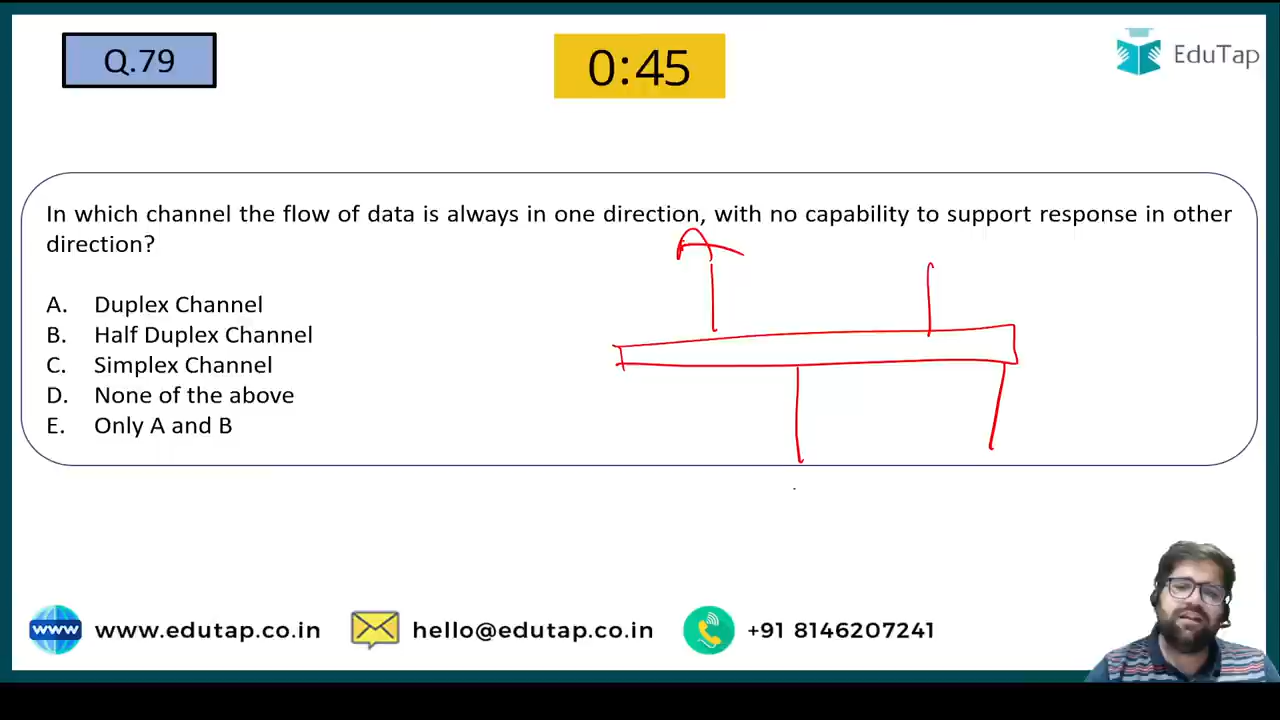 Q.79
0:45
EduTap
In which channel the flow of data is always in one direction, with no capability to support response in other
direction?
A. Duplex Channel
B. Half Duplex Channel
C. Simplex Channel
D. None of the above
E. Only A and B
A
www
www.edutap.co.in
hello@edutap.co.in
+91 8146207241